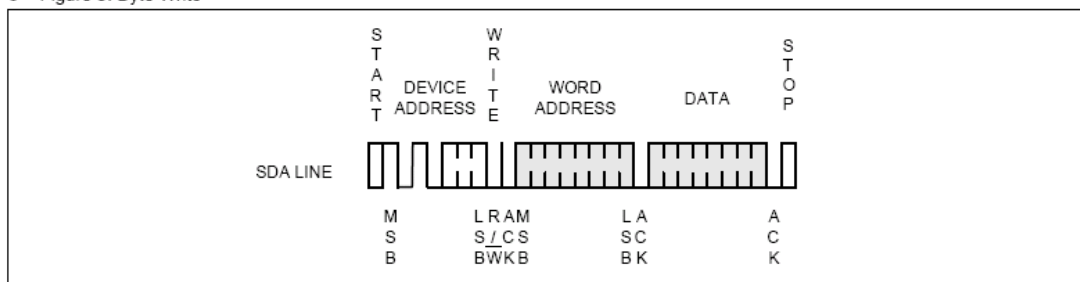 Figure Byte Write
START
DEVICE
ADDRESS
WRITE
WORD
ADDRESS
DATA
STOP
SDA LINE
MSB
LSB
R/W
ACK
MSB
LSB
ACK
ACK